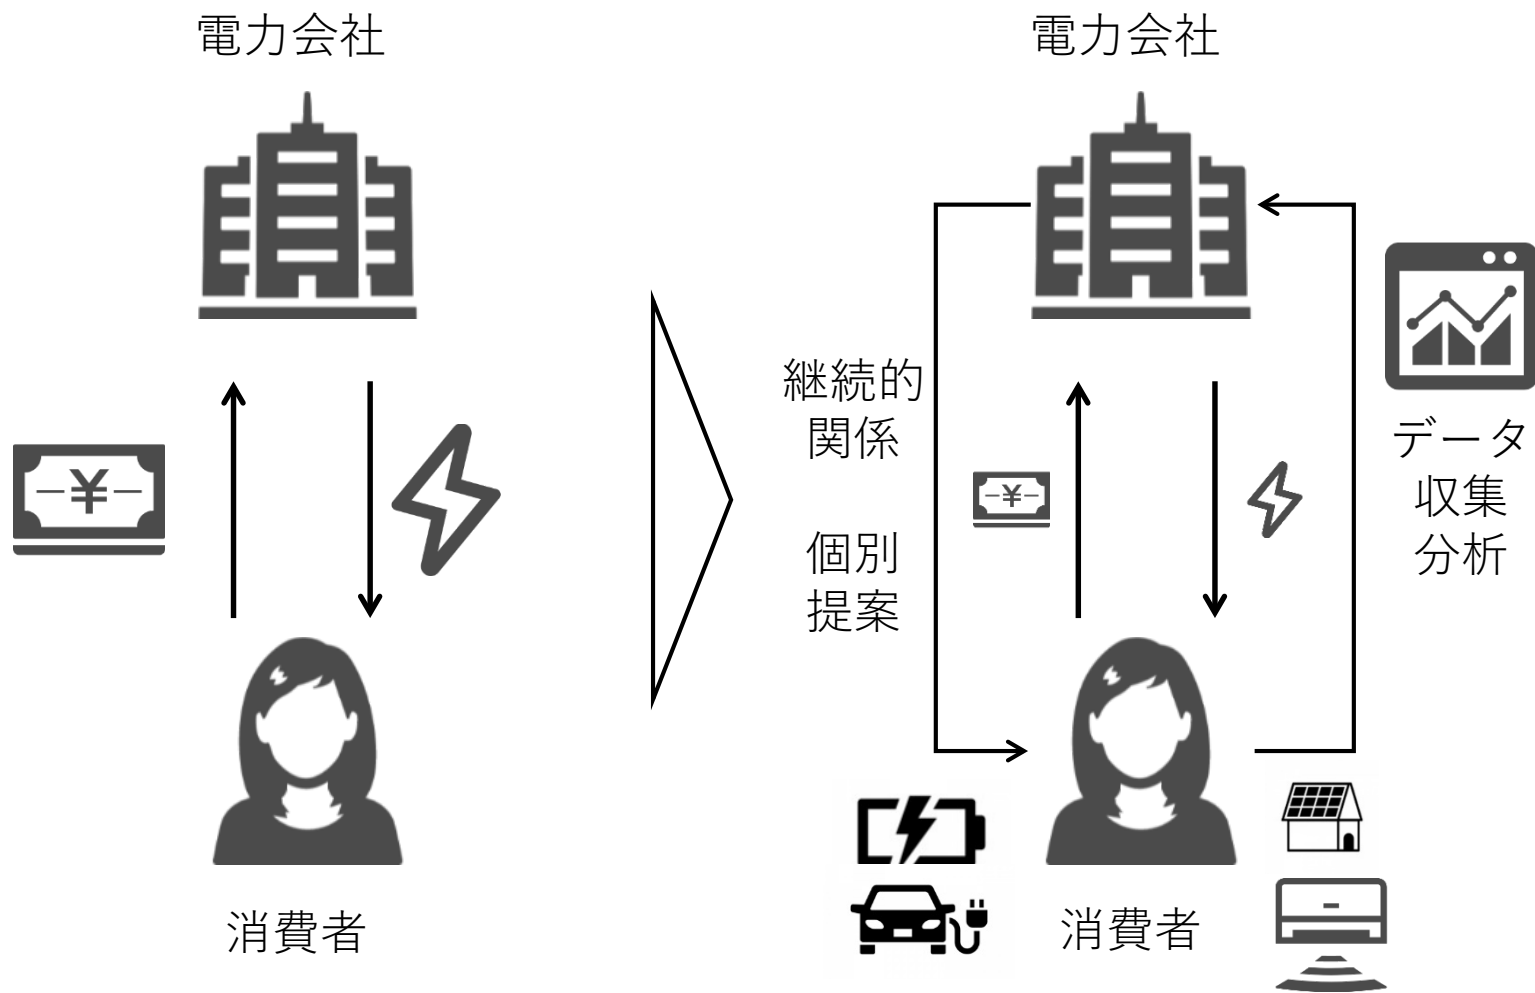 電力会社
消費者
電力会社
継続的
関係
個別
提案
データ
収集
分析
消費者
¥
¥